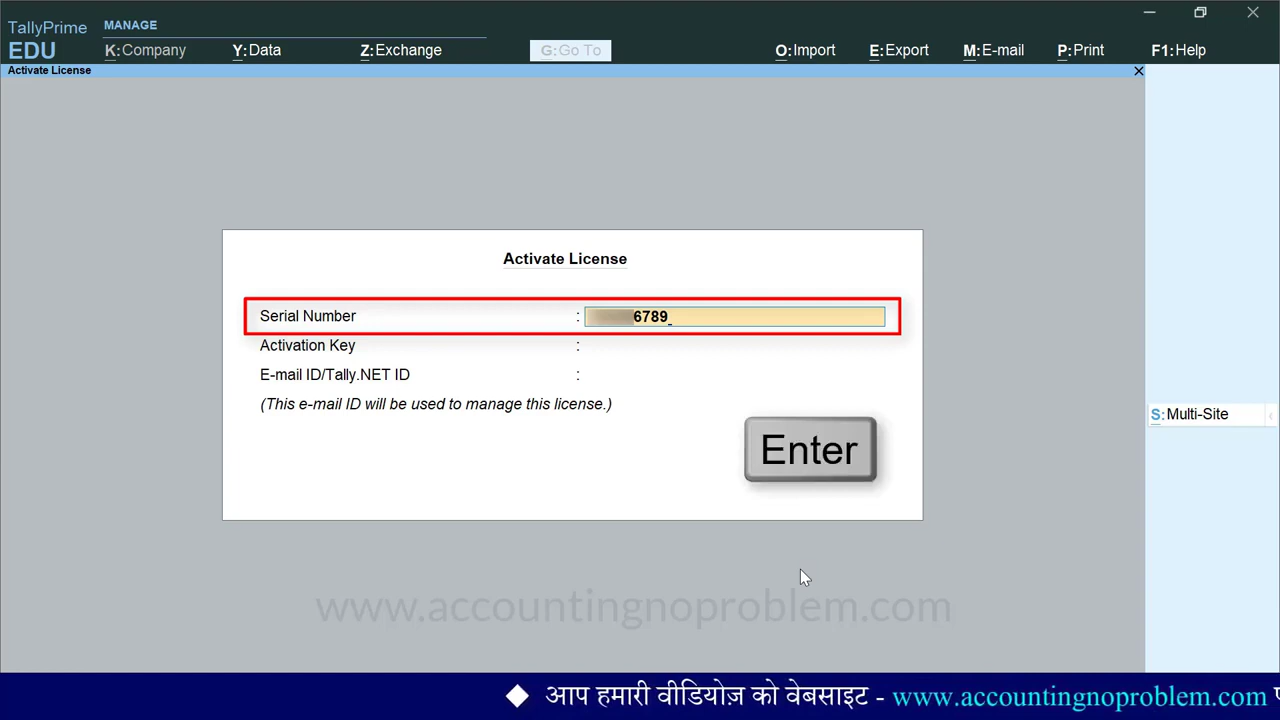 TallyPrime
EDU
MANAGE
K:Company Y:Data Z:Exchange G:Go To O:Import E:Export M:E-mail P:Print F1:Help
Activate License
Activate License
Serial Number : 6789
Activation Key :
E-mail ID/Tally.NET ID :
(This e-mail ID will be used to manage this license.)
Enter
S:Multi-Site
www.accountingnoproblem.com
आप हमारी वीडियोज़ को वेबसाइट - www.accountingnoproblem.com